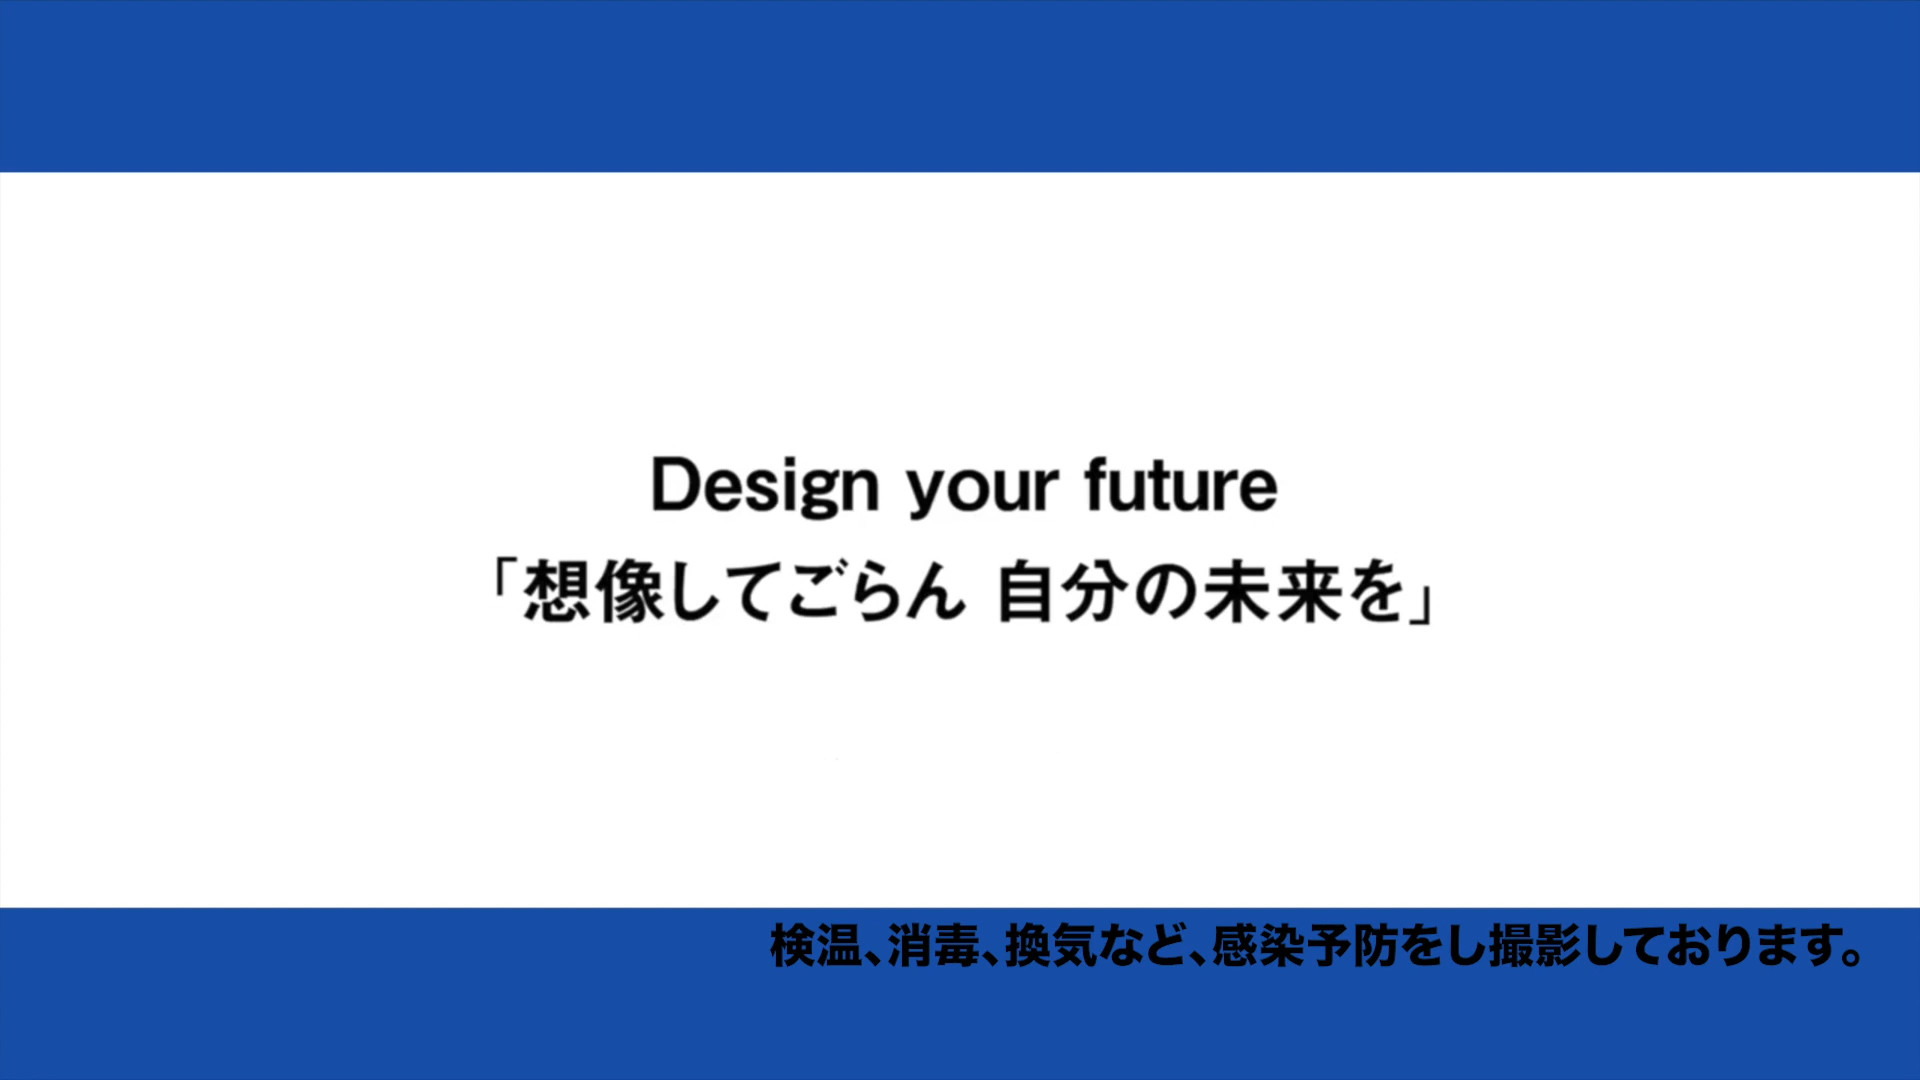 Design your future
「想像してごらん 自分の未来を」
検温、消毒、換気など、感染予防をし撮影しております。